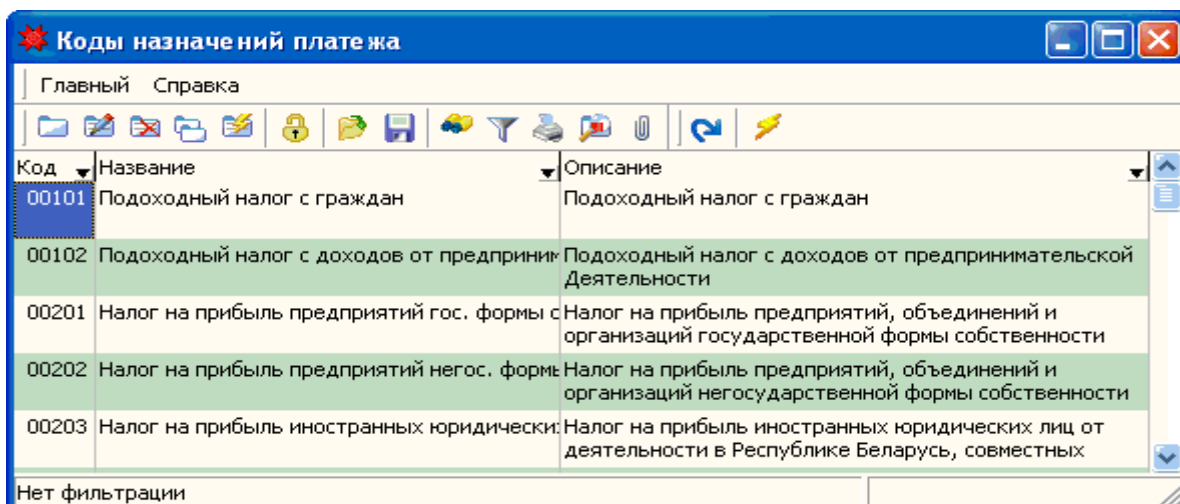 Коды назначений платежа
Главный Справка
Код Название Описание
00101 Подоходный налог с граждан Подоходный налог с граждан
00102 Подоходный налог с доходов от Подоходный налог с доходов от предпринимательской
Деятельности
00201 Налог на прибыль предприятий гос. формы с Налог на прибыль предприятий, объединений и
организаций государственной формы собственности
00202 Налог на прибыль предприятий негос. Налог на прибыль предприятий, объединений и
организаций негосударственной формы собственности
00203 Налог на прибыль иностранных Налог на прибыль иностранных юридических лиц от
деятельности в Республике Беларусь, совместных
Нет фильтрации